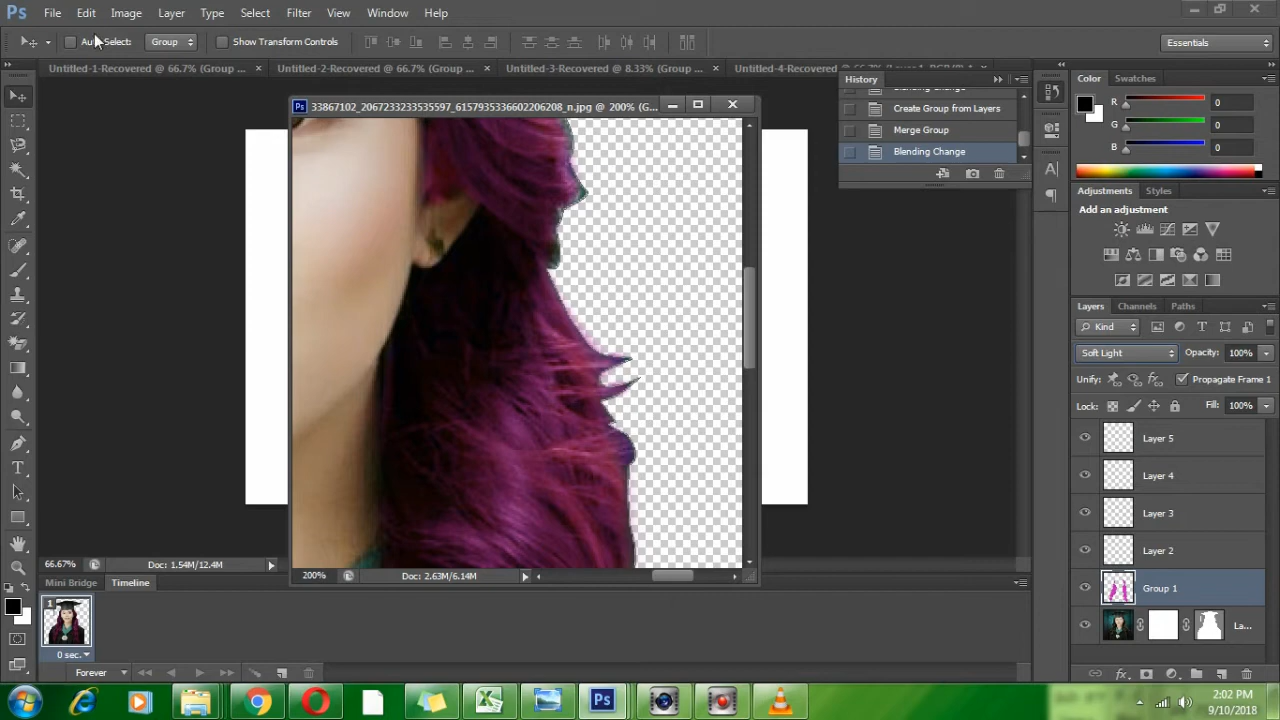 Ps File Edit Image Layer Type Select Filter View Window Help
Auto-Select: Group Show Transform Controls Essentials
Untitled-1-Recovered @ 66.7% (Group ... Untitled-2-Recovered @ 66.7% (Group ... Untitled-3-Recovered @ 8.33% (Group ...
History
Color Swatches
33867102_2067233233535597_6157935336602206208_n.jpg @ 200% (G...
Create Group from Layers
Merge Group
Blending Change
R 0
G 0
B 0
Adjustments Styles
Add an adjustment
Layers Channels Paths
Kind
Soft Light Opacity: 100%
Unify: Propagate Frame 1
Lock: Fill: 100%
Layer 5
Layer 4
Layer 3
Layer 2
Group 1
La...
66.67% Doc: 1.54M/12.4M
200% Doc: 2.63M/6.14M
Mini Bridge Timeline
1
0 sec.
Forever
2:02 PM
9/10/2018